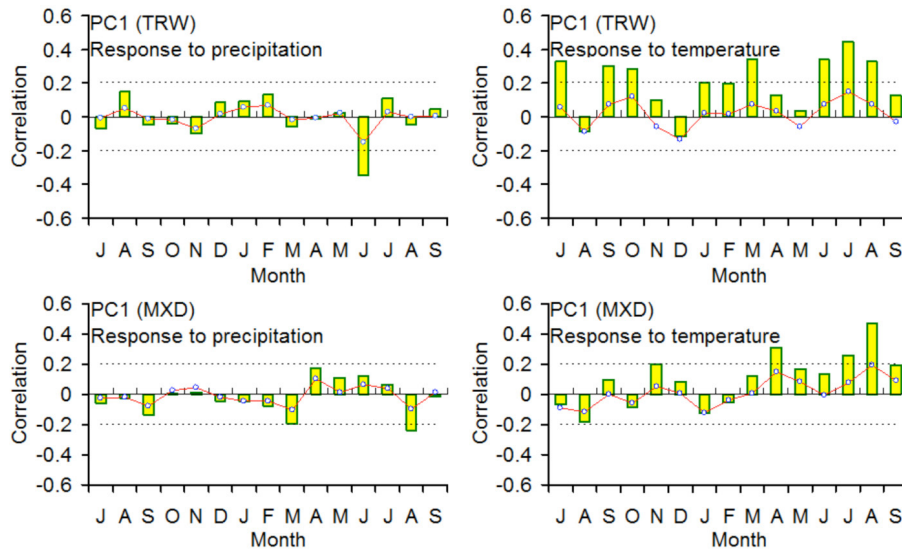 PC1 (TRW)
Response to precipitation
Correlation
0.6
0.4
0.2
0
-0.2
-0.4
-0.6
J A S O N D J F M A M J J A S
Month
PC1 (TRW)
Response to temperature
Correlation
0.6
0.4
0.2
0
-0.2
-0.4
-0.6
J A S O N D J F M A M J J A S
Month
PC1 (MXD)
Response to precipitation
Correlation
0.6
0.4
0.2
0
-0.2
-0.4
-0.6
J A S O N D J F M A M J J A S
Month
PC1 (MXD)
Response to temperature
Correlation
0.6
0.4
0.2
0
-0.2
-0.4
-0.6
J A S O N D J F M A M J J A S
Month